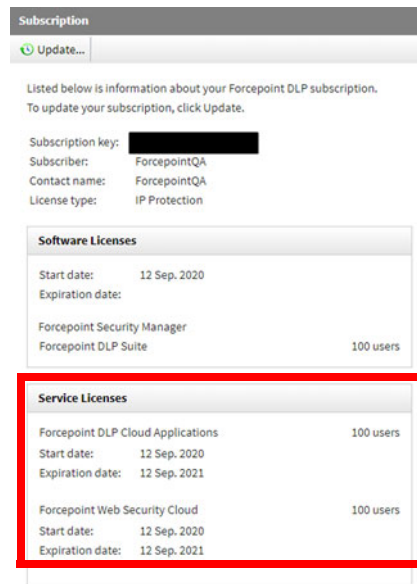 Subscription
Update...
Listed below is information about your Forcepoint DLP subscription.
To update your subscription, click Update.
Subscription key:
Subscriber: ForcepointQA
Contact name: ForcepointQA
License type: IP Protection
Software Licenses
Start date: 12 Sep. 2020
Expiration date:
Forcepoint Security Manager
Forcepoint DLP Suite 100 users
Service Licenses
Forcepoint DLP Cloud Applications 100 users
Start date: 12 Sep. 2020
Expiration date: 12 Sep. 2021
Forcepoint Web Security Cloud 100 users
Start date: 12 Sep. 2020
Expiration date: 12 Sep. 2021